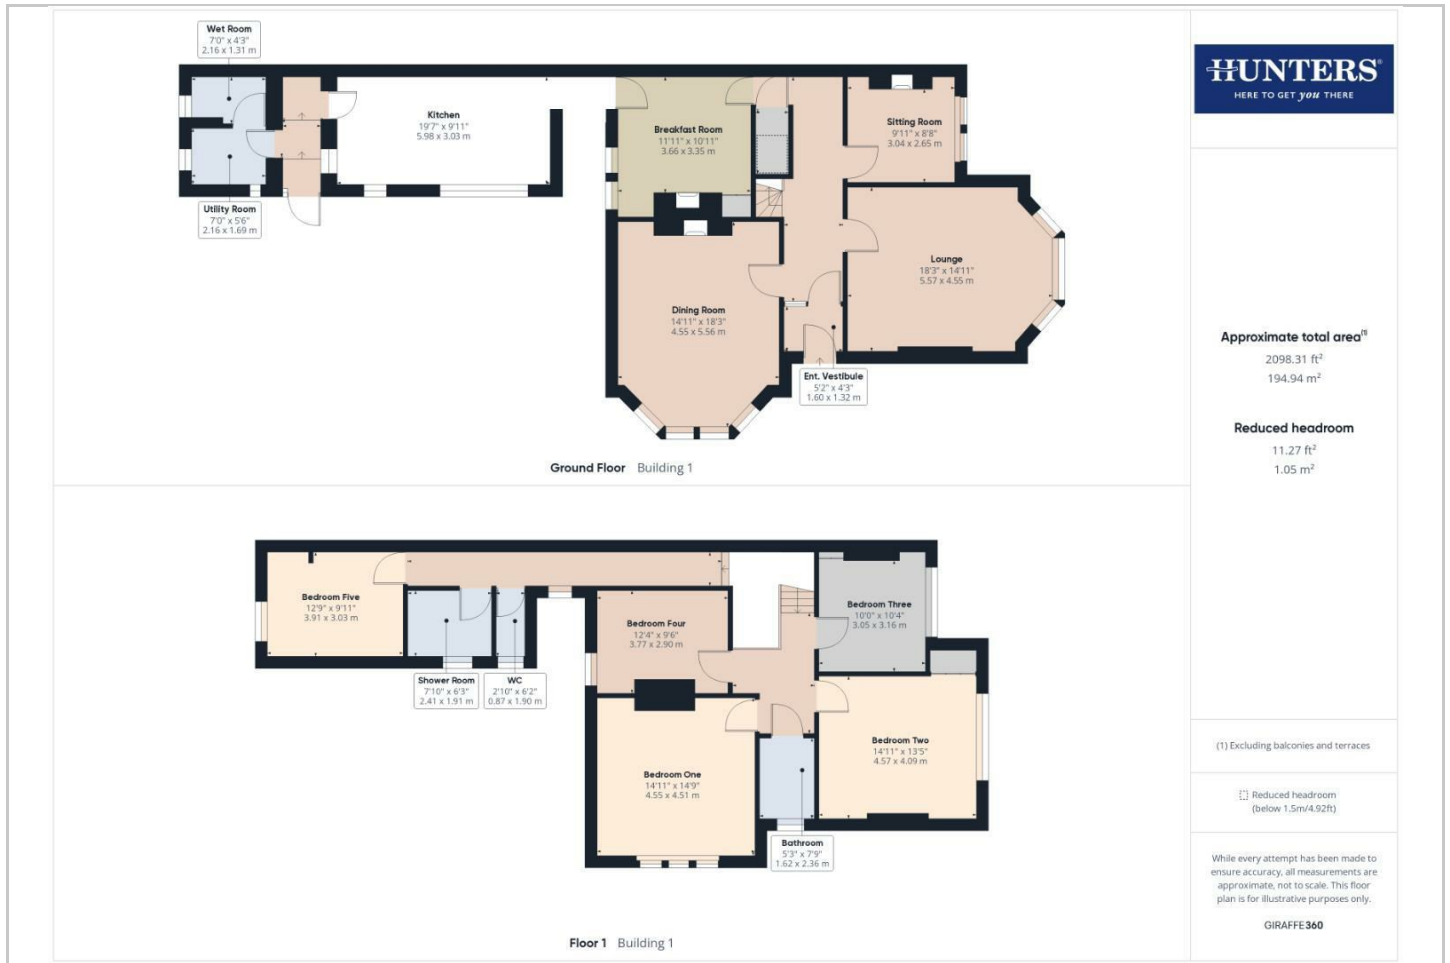 Wet Room
7'0" x 4'3"
2.16 x 1.31 m
Kitchen
19'7" x 9'11"
5.98 x 3.03 m
Breakfast Room
11'11" x 10'11"
3.66 x 3.35 m
Sitting Room
9'11" x 8'8"
3.04 x 2.65 m
Utility Room
7'0" x 5'6"
2.16 x 1.69 m
Lounge
18'3" x 14'11"
5.57 x 4.55 m
Dining Room
14'11" x 18'3"
4.55 x 5.56 m
Ent. Vestibule
5'2" x 4'3"
1.60 x 1.32 m
Ground Floor Building 1
Bedroom Five
12'9" x 9'11"
3.91 x 3.03 m
Bedroom Four
12'4" x 9'6"
3.77 x 2.90 m
Bedroom Three
10'0" x 10'4"
3.05 x 3.16 m
Shower Room
7'10" x 6'3"
2.41 x 1.91 m
WC
2'10" x 6'2"
0.87 x 1.90 m
Bedroom Two
14'11" x 13'5"
4.57 x 4.09 m
Bedroom One
14'11" x 14'9"
4.55 x 4.51 m
Bathroom
5'3" x 7'9"
1.62 x 2.36 m
Floor 1 Building 1
HUNTERS®
HERE TO GET you THERE
Approximate total area(1)
2098.31 ft²
194.94 m²
Reduced headroom
11.27 ft²
1.05 m²
(1) Excluding balconies and terraces
Reduced headroom
(below 1.5m/4.92ft)
While every attempt has been made to
ensure accuracy, all measurements are
approximate, not to scale. This floor
plan is for illustrative purposes only.
GIRAFFE360